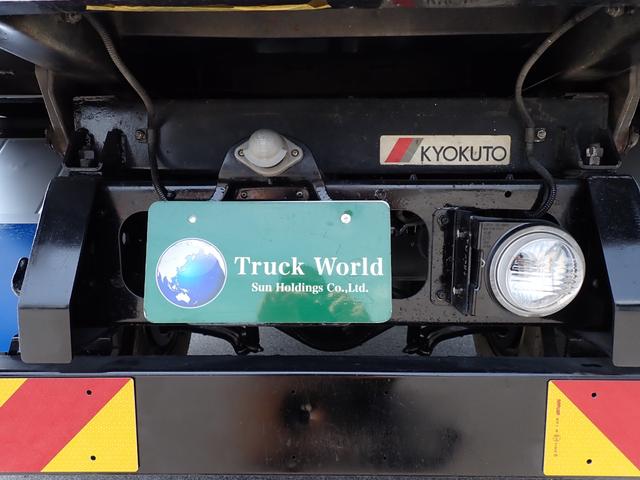 KYOKUTO
Truck World
Sun Holdings Co.,Ltd.